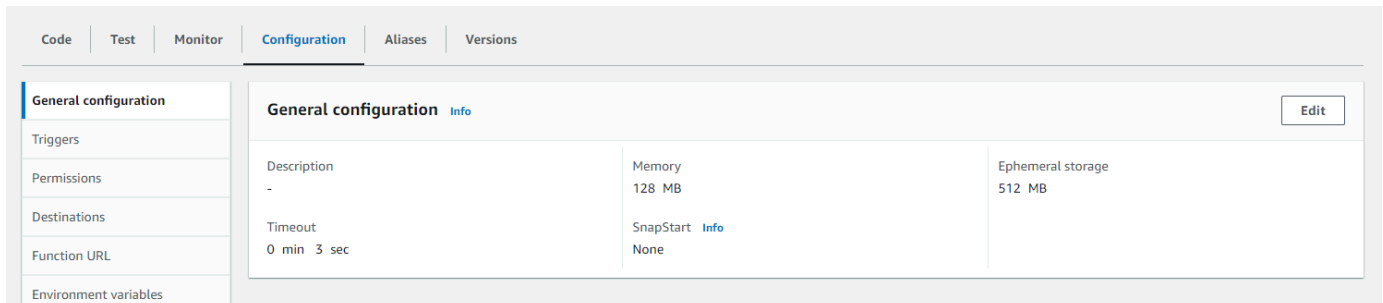 Code Test Monitor Configuration Aliases Versions
General configuration
Triggers
Permissions
Destinations
Function URL
Environment variables
General configuration Info Edit
Description Memory Ephemeral storage
- 128 MB 512 MB
Timeout SnapStart Info
0 min 3 sec None